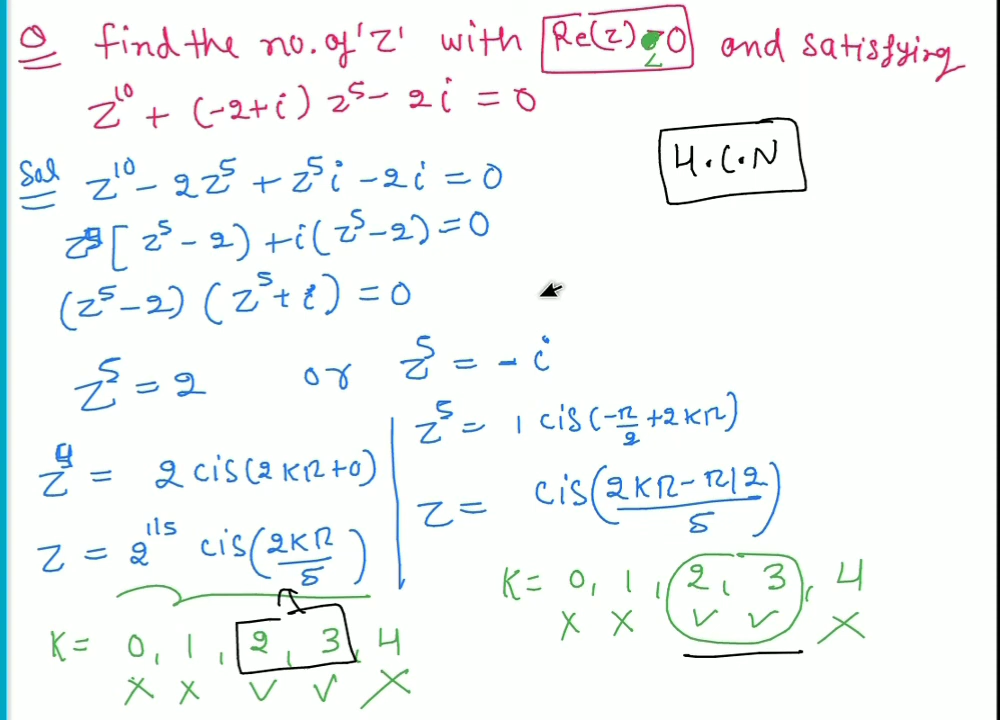 Q find the no. of 'z' with Re(z) < 0 and satisfying
z^10 + (-2+i) z^5 - 2i = 0
H.C.N
Sol z^10 - 2z^5 + z^5 i - 2i = 0
z^5 [z^5 - 2) + i(z^5 - 2) = 0
(z^5 - 2) (z^5 + i) = 0
z^5 = 2 or z^5 = - i
z^5 = 2 cis(2kπ+0)
z = 2^1/5 cis(2kπ/5)
K = 0, 1, 2, 3, 4
X X ✓ ✓ X
z^5 = 1 cis(-π/2 + 2kπ)
z = cis(2kπ - π/2 / 5)
K = 0, 1, 2, 3, 4
X X ✓ ✓ X